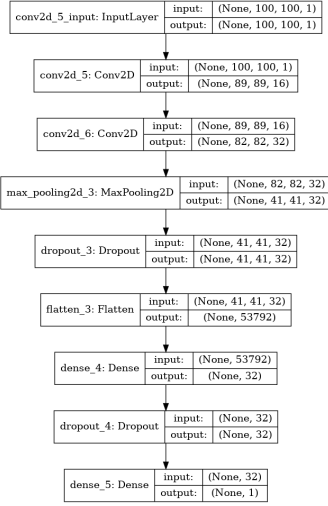 conv2d_5_input: InputLayer
input: (None, 100, 100, 1)
output: (None, 100, 100, 1)
conv2d_5: Conv2D
input: (None, 100, 100, 1)
output: (None, 89, 89, 16)
conv2d_6: Conv2D
input: (None, 89, 89, 16)
output: (None, 82, 82, 32)
max_pooling2d_3: MaxPooling2D
input: (None, 82, 82, 32)
output: (None, 41, 41, 32)
dropout_3: Dropout
input: (None, 41, 41, 32)
output: (None, 41, 41, 32)
flatten_3: Flatten
input: (None, 41, 41, 32)
output: (None, 53792)
dense_4: Dense
input: (None, 53792)
output: (None, 32)
dropout_4: Dropout
input: (None, 32)
output: (None, 32)
dense_5: Dense
input: (None, 32)
output: (None, 1)